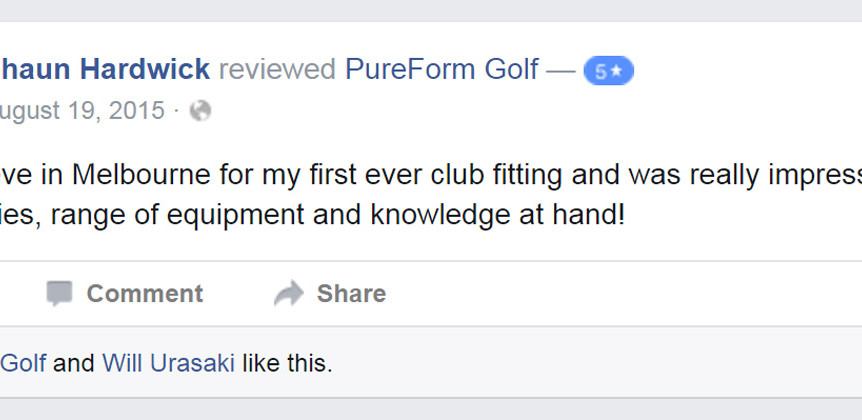 haun Hardwick reviewed PureForm Golf — 5★
ugust 19, 2015 ·
ve in Melbourne for my first ever club fitting and was really impress
ies, range of equipment and knowledge at hand!
Comment Share
Golf and Will Urasaki like this.